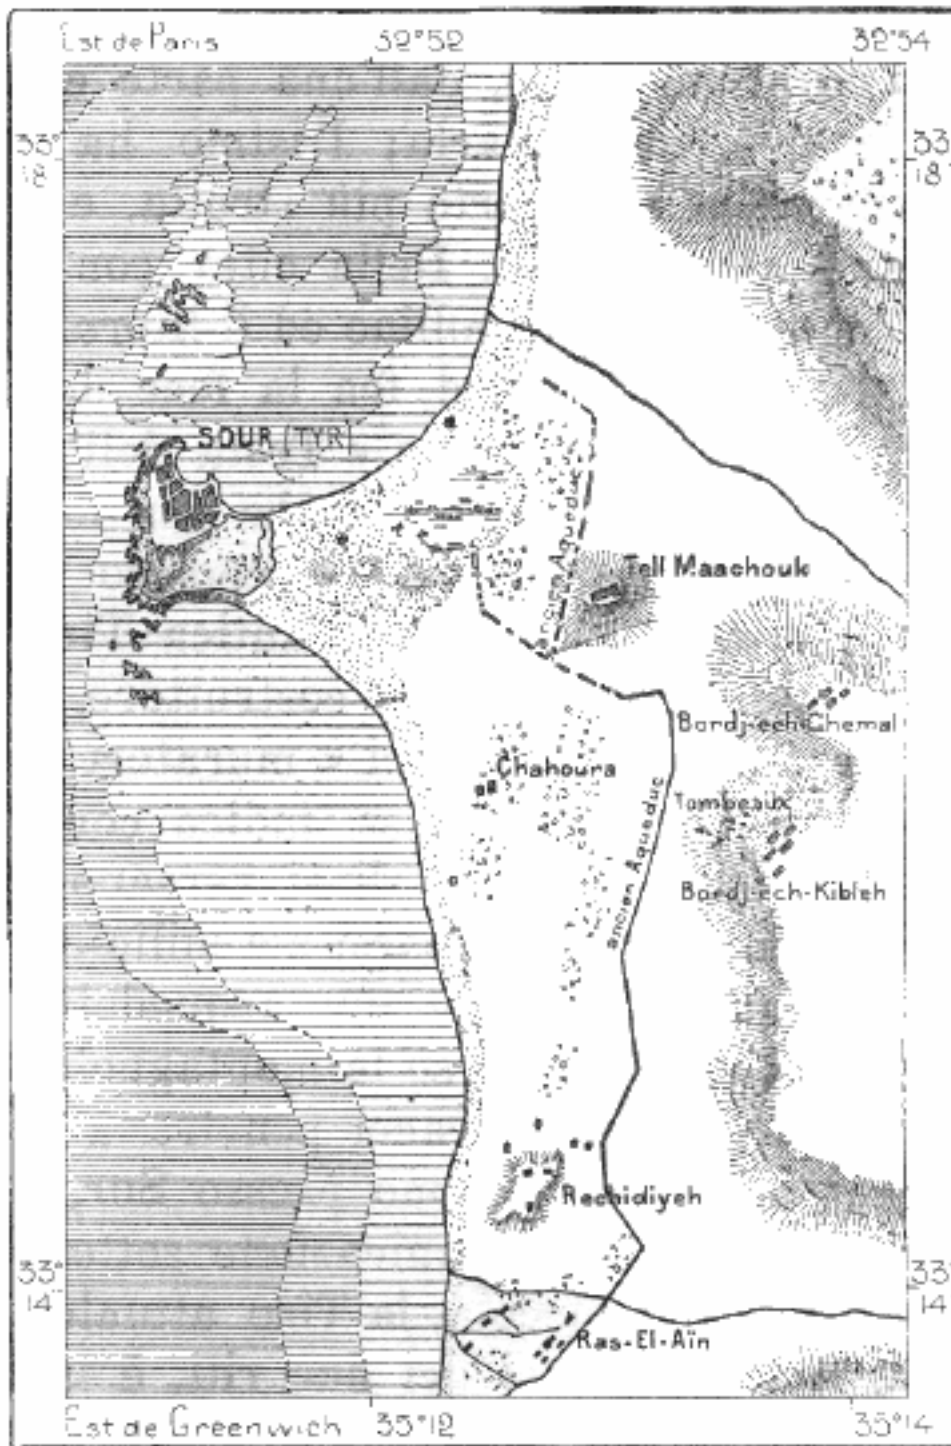 Est de Paris 32°52 32°54
33° 33°
18' 18'
SOUR (TYR)
ancien Aqueduc
Tell Maachouk
Bordj-ech-Chemal
Chahoura
Tombeaux
Bordj-ech-Kibleh
ancien Aqueduc
Rechidiyeh
33° 33°
14' 14'
Ras-El-Aïn
Est de Greenwich 35°12 35°14